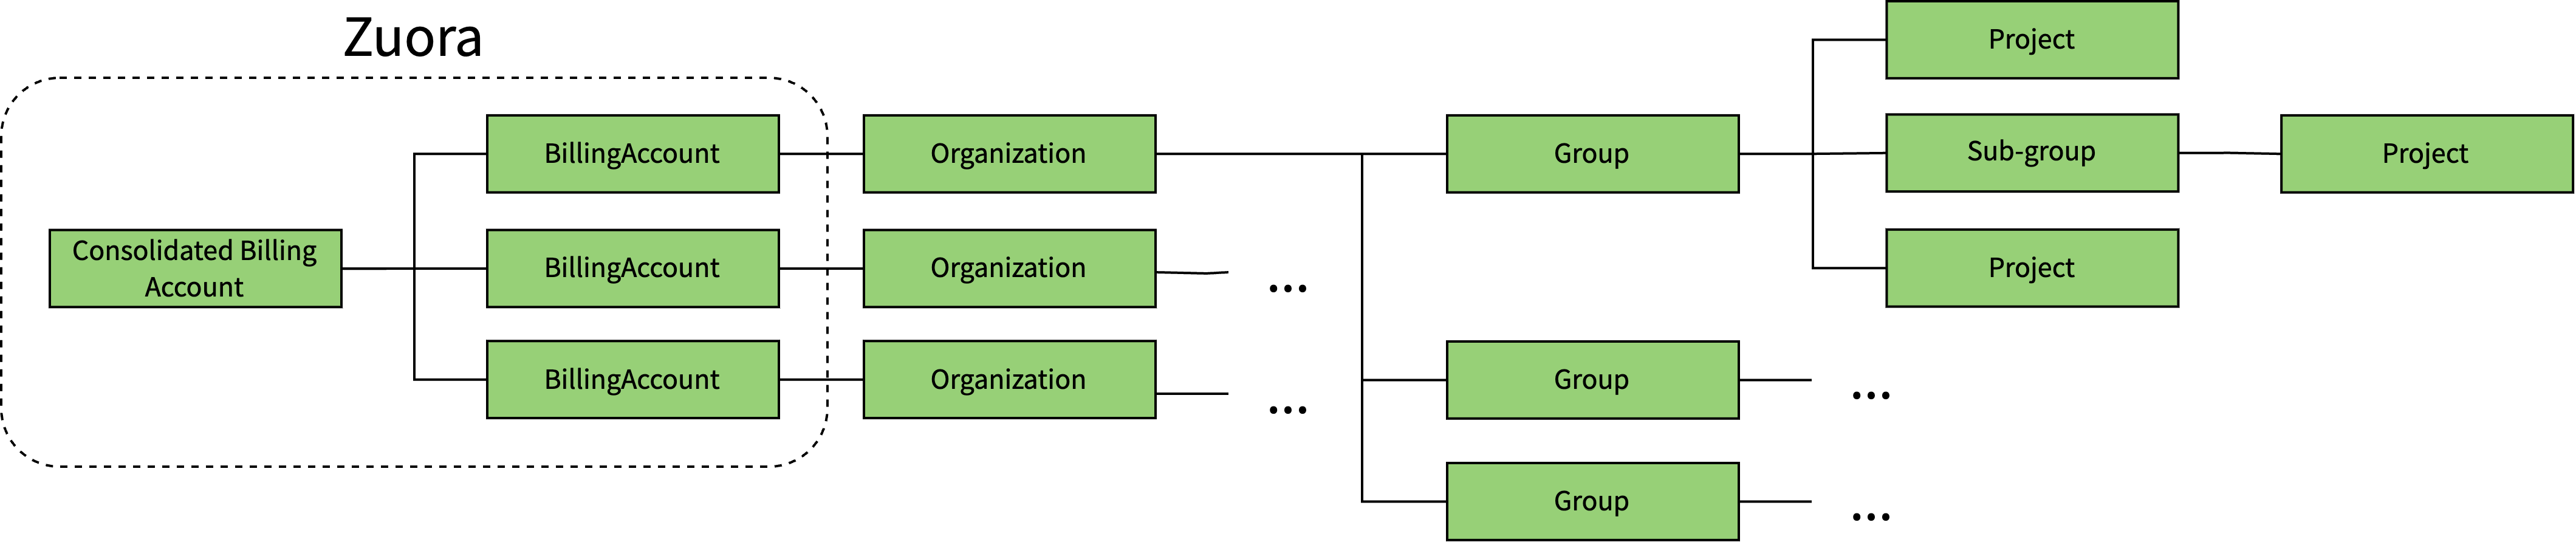 Zuora
Consolidated Billing
Account
BillingAccount
BillingAccount
BillingAccount
Organization
Organization
Organization
...
...
Group
Group
Group
...
...
Project
Sub-group
Project
Project